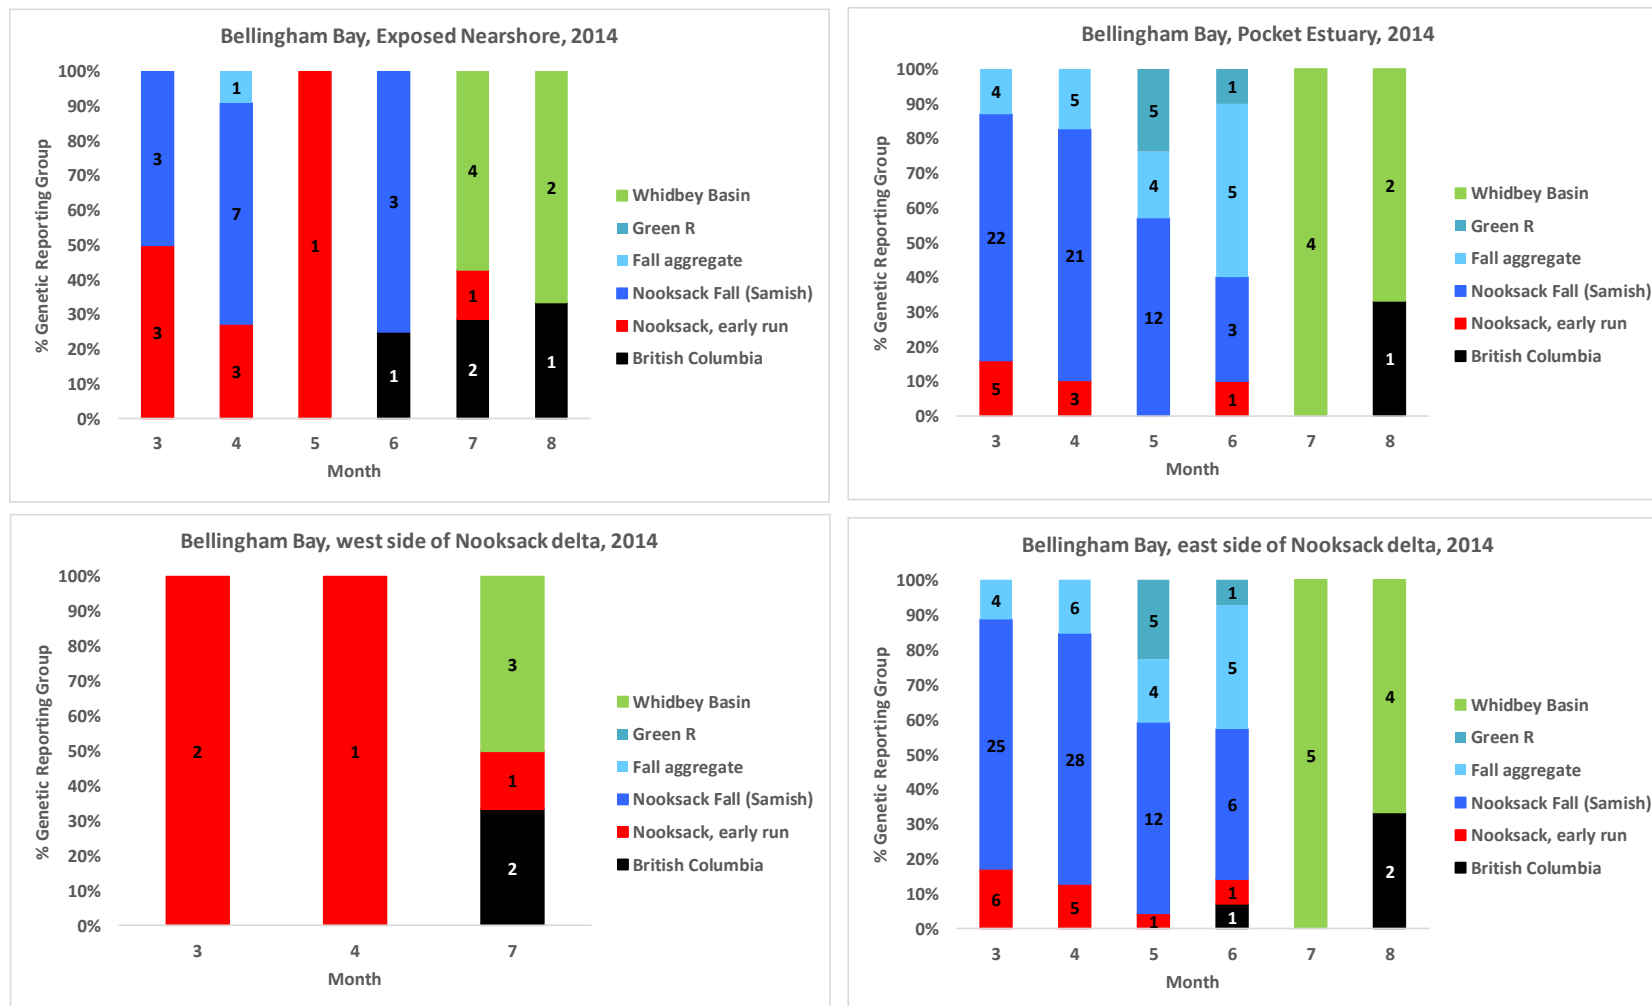 Bellingham Bay, Exposed Nearshore, 2014
% Genetic Reporting Group
100%
90%
80%
70%
60%
50%
40%
30%
20%
10%
0%
3
3
1
7
3
1
3
1
4
1
2
2
1
3 4 5 6 7 8
Month
Whidbey Basin
Green R
Fall aggregate
Nooksack Fall (Samish)
Nooksack, early run
British Columbia
Bellingham Bay, Pocket Estuary, 2014
% Genetic Reporting Group
100%
90%
80%
70%
60%
50%
40%
30%
20%
10%
0%
4
22
5
5
21
3
5
4
12
1
5
3
1
4
2
1
3 4 5 6 7 8
Month
Whidbey Basin
Green R
Fall aggregate
Nooksack Fall (Samish)
Nooksack, early run
British Columbia
Bellingham Bay, west side of Nooksack delta, 2014
% Genetic Reporting Group
100%
90%
80%
70%
60%
50%
40%
30%
20%
10%
0%
2
1
3
1
2
3 4 7
Month
Whidbey Basin
Green R
Fall aggregate
Nooksack Fall (Samish)
Nooksack, early run
British Columbia
Bellingham Bay, east side of Nooksack delta, 2014
% Genetic Reporting Group
100%
90%
80%
70%
60%
50%
40%
30%
20%
10%
0%
4
25
6
6
28
5
5
4
12
1
1
5
6
1
1
5
4
2
3 4 5 6 7 8
Month
Whidbey Basin
Green R
Fall aggregate
Nooksack Fall (Samish)
Nooksack, early run
British Columbia